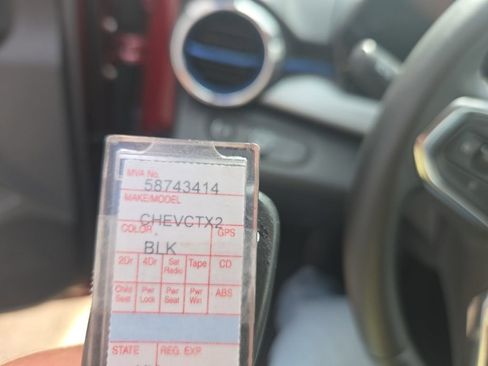 MVA No.
58743414
MAKE/MODEL
CHEVCTX2
COLOR GPS
BLK
2Dr 4Dr Sat Radio Tape CD
Child Seat Pwr Lock Pwr Seat Pwr Win ABS
STATE REG. EXP.